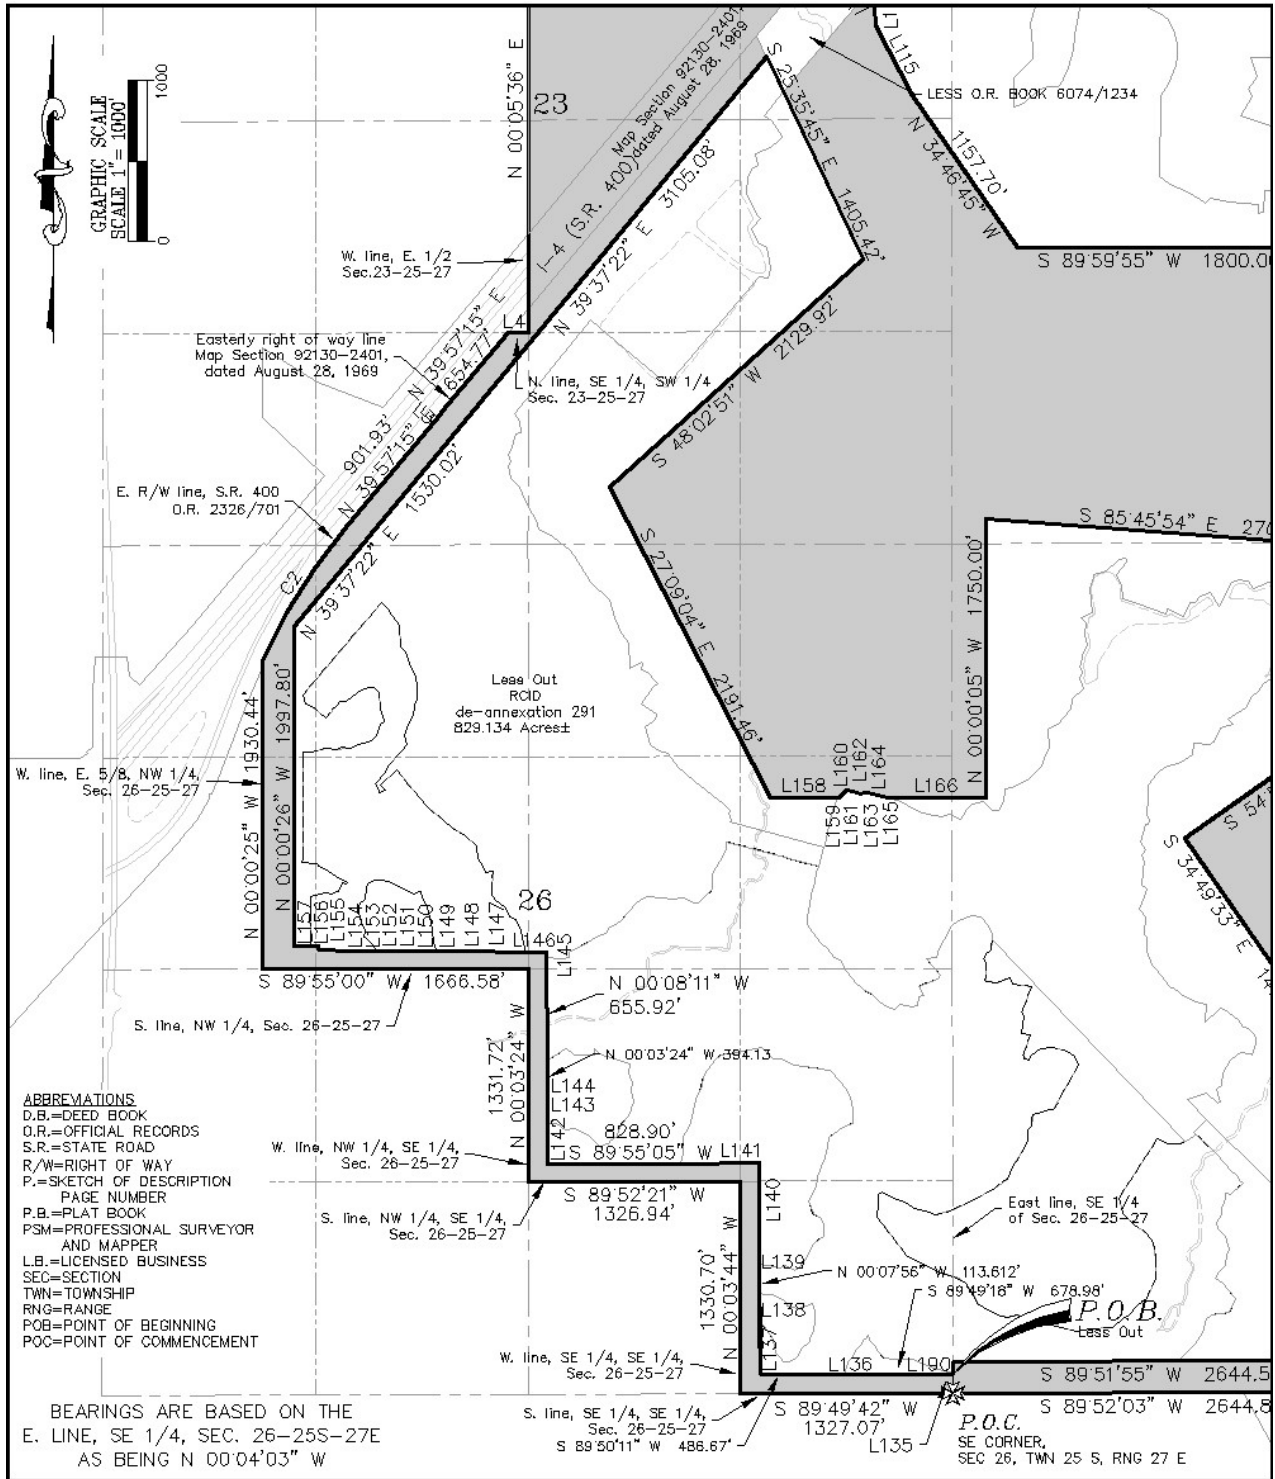 GRAPHIC SCALE
SCALE 1"= 1000'
0
1000
N 00°05'36" E
23
Map Section 92130-2401,
dated August 28, 1969
I-4 (S.R. 400)
S 25°35'45" E 1405.42'
L115
LESS O.R. BOOK 6074/1234
1157.70'
N 34°46'45" W
S 89°59'55" W 1800.0
W. line, E. 1/2
Sec.23-25-27
N 39°37'22" E 3105.08'
L4
Easterly right of way line
Map Section 92130-2401,
dated August 28, 1969
N 39°57'15" E
654.77'
N. line, SE 1/4, SW 1/4
Sec. 23-25-27
S 48°02'51" W 2129.92'
901.93'
N 39°57'15" E
E. R/W line, S.R. 400
O.R. 2326/701
N 39°37'22" E 1530.02'
C2
S 27°09'04" E 2191.46'
S 85°45'54" E 270
N 00°00'05" W 1750.00'
Less Out
RCID
de-annexation 291
829.134 Acres±
W. line, E. 5/8, NW 1/4,
Sec. 26-25-27
N 00°00'25" W 1930.44'
N 00°00'26" W 1997.80'
L158
L159
L160
L161
L162
L163
L164
L165
L166
S 54°
S 34°49'33" E 14
26
L157
L156
L155
L154
L153
L152
L151
L150
L149
L148
L147
L146
L145
S 89°55'00" W 1666.58'
S. line, NW 1/4, Sec. 26-25-27
N 00°08'11" W
655.92'
1331.72'
N 00°03'24" W
N 00°03'24" W 394.13
L144
L143
L142
828.90'
S 89°55'05" W
L141
W. line, NW 1/4, SE 1/4,
Sec. 26-25-27
S 89°52'21" W
1326.94'
S. line, NW 1/4, SE 1/4,
Sec. 26-25-27
L140
East line, SE 1/4
of Sec. 26-25-27
L139
N 00°07'56" W 113.612'
S 89°49'18" W 678.98'
L138
L137
1330.70'
N 00°03'44" W
P.O.B.
Less Out
W. line, SE 1/4, SE 1/4,
Sec. 26-25-27
L136
L190
S 89°51'55" W 2644.5
S. line, SE 1/4, SE 1/4,
Sec. 26-25-27
S 89°50'11" W 486.67'
S 89°49'42" W
1327.07'
L135
S 89°52'03" W 2644.8
P.O.C.
SE CORNER,
SEC 26, TWN 25 S, RNG 27 E
ABBREVIATIONS
D.B.=DEED BOOK
O.R.=OFFICIAL RECORDS
S.R.=STATE ROAD
R/W=RIGHT OF WAY
P.=SKETCH OF DESCRIPTION
PAGE NUMBER
P.B.=PLAT BOOK
PSM=PROFESSIONAL SURVEYOR
AND MAPPER
L.B.=LICENSED BUSINESS
SEC=SECTION
TWN=TOWNSHIP
RNG=RANGE
POB=POINT OF BEGINNING
POC=POINT OF COMMENCEMENT
BEARINGS ARE BASED ON THE
E. LINE, SE 1/4, SEC. 26-25S-27E
AS BEING N 00°04'03" W